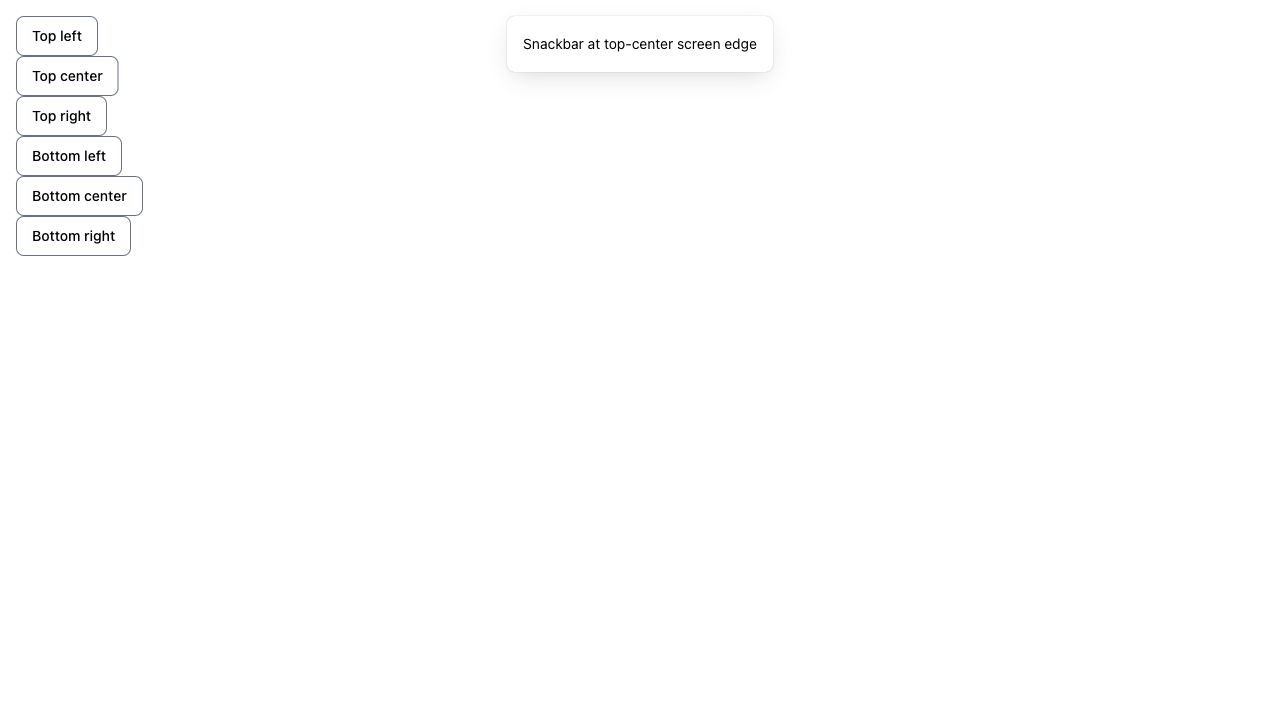 Top left
Top center
Top right
Bottom left
Bottom center
Bottom right
Snackbar at top-center screen edge